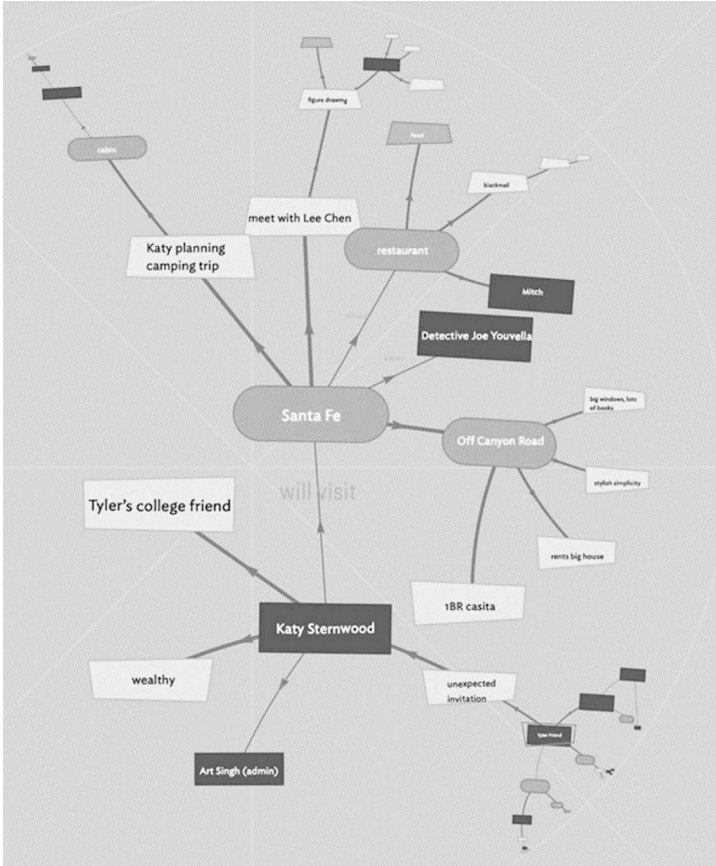 figure drawing
food
cabin
blackmail
meet with Lee Chen
Katy planning
camping trip
restaurant
Mitch
Detective Joe Youvella
Santa Fe
big windows, lots
of books
Off Canyon Road
stylish simplicity
will visit
Tyler's college friend
rents big house
1BR casita
Katy Sternwood
wealthy
unexpected
invitation
Tyler friend
Art Singh (admin)